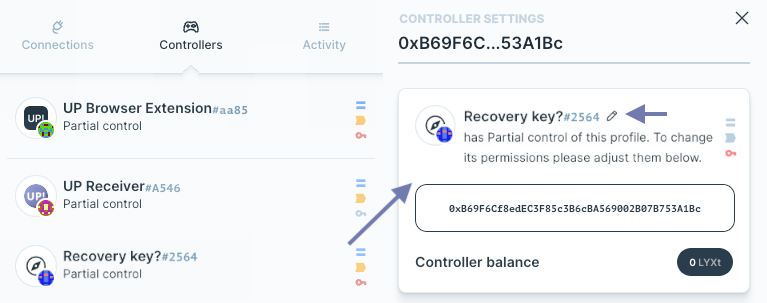 Connections
Controllers
Activity
UP Browser Extension#aa85
Partial control
UP Receiver#A546
Partial control
Recovery key?#2564
Partial control
CONTROLLER SETTINGS
0xB69F6C...53A1Bc
Recovery key?#2564
has Partial control of this profile. To change
its permissions please adjust them below.
0xB69F6Cf8edEC3F85c3B6cBA569002B07B753A1Bc
Controller balance
0 LYXt